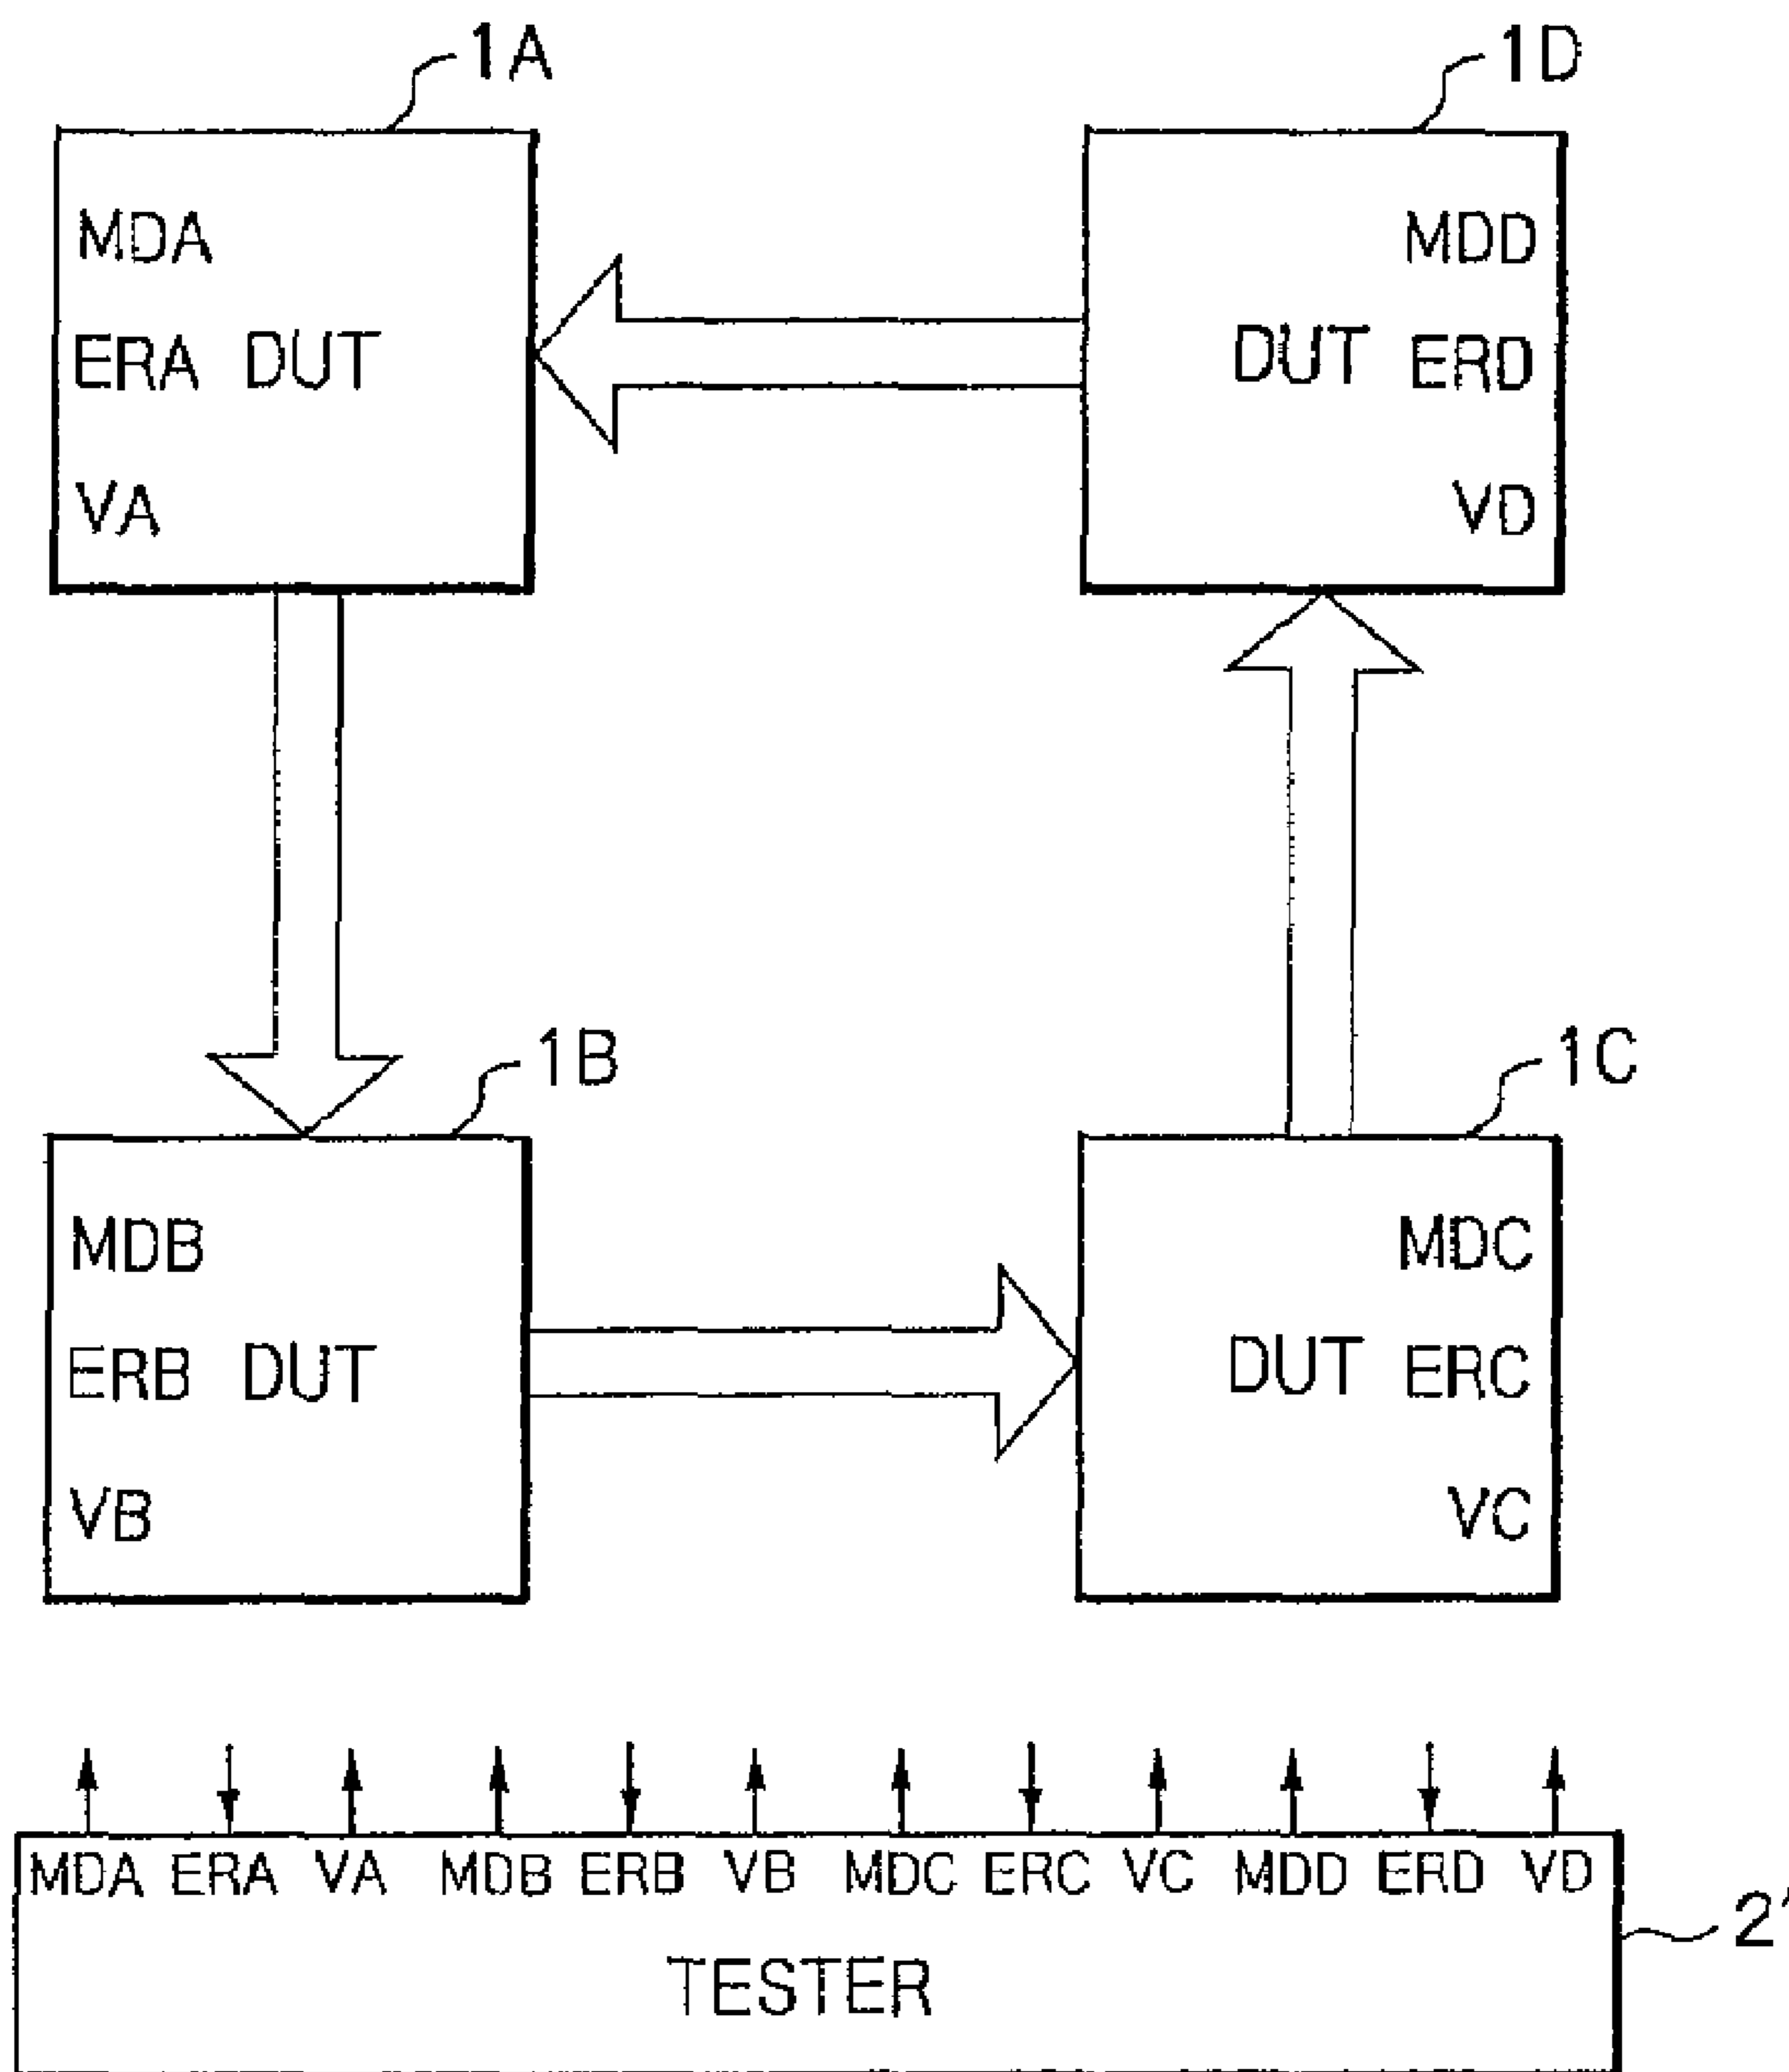 1A
1D
MDA
ERA DUT
VA
MDD
DUT ERD
VD
1B
1C
MDB
ERB DUT
VB
MDC
DUT ERC
VC
MDA ERA VA MDB ERB VB MDC ERC VC MDD ERD VD
TESTER
2'